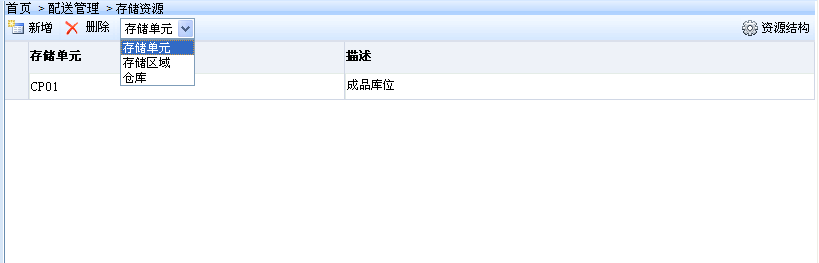 首页 > 配送管理 > 存储资源
新增 删除 存储单元 资源结构
存储单元
存储区域
仓库
存储单元 描述
CP01 成品库位